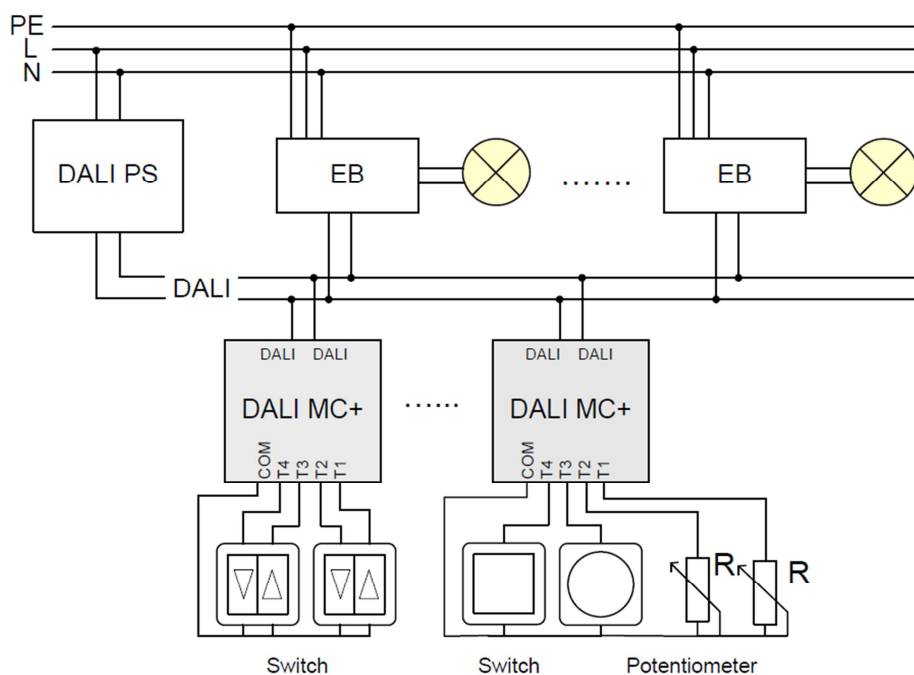 PE
L
N
DALI PS
EB
.......
EB
DALI
DALI DALI
DALI DALI
DALI MC+
......
DALI MC+
COM T4 T3 T2 T1
COM T4 T3 T2 T1
R
R
Switch
Switch
Potentiometer